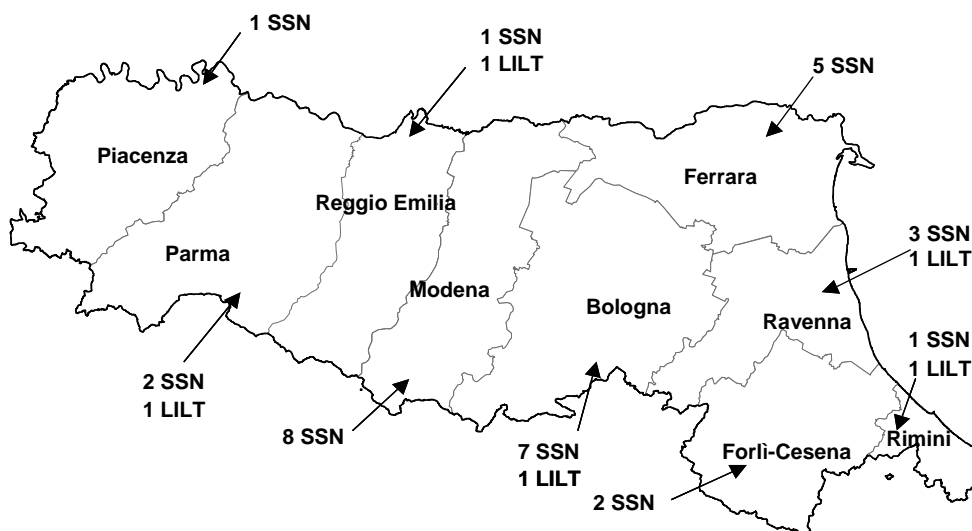 1 SSN
1 SSN
1 LILT
5 SSN
Piacenza
Ferrara
Reggio Emilia
3 SSN
1 LILT
Parma
Modena
Bologna
Ravenna
1 SSN
1 LILT
2 SSN
1 LILT
8 SSN
7 SSN
1 LILT
Forlì-Cesena
Rimini
2 SSN